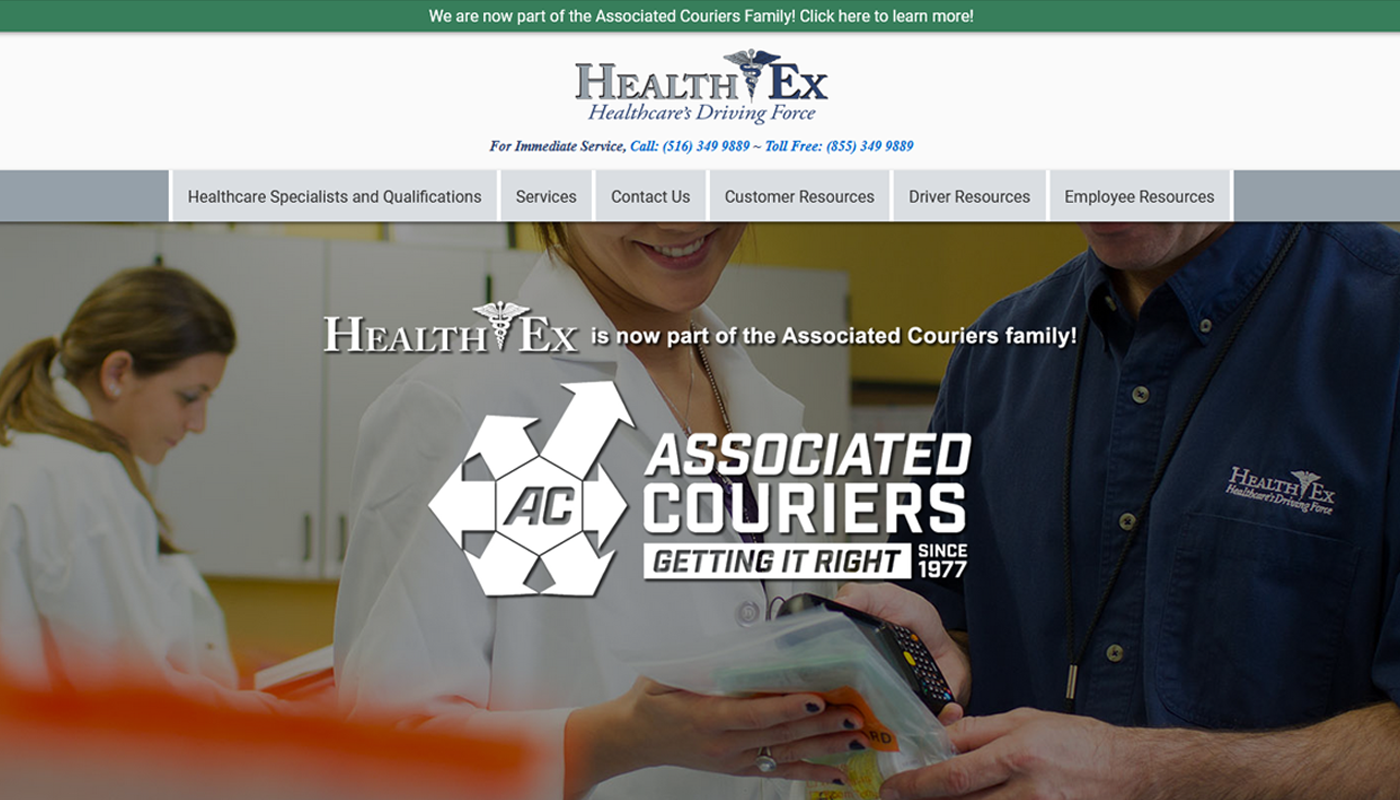 We are now part of the Associated Couriers Family! Click here to learn more!
HEALTH EX
Healthcare's Driving Force
For Immediate Service, Call: (516) 349 9889 ~ Toll Free: (855) 349 9889
Healthcare Specialists and Qualifications
Services
Contact Us
Customer Resources
Driver Resources
Employee Resources
HEALTH EX is now part of the Associated Couriers family!
AC
ASSOCIATED
COURIERS
GETTING IT RIGHT
SINCE
1977
HEALTH EX
Healthcare's Driving Force